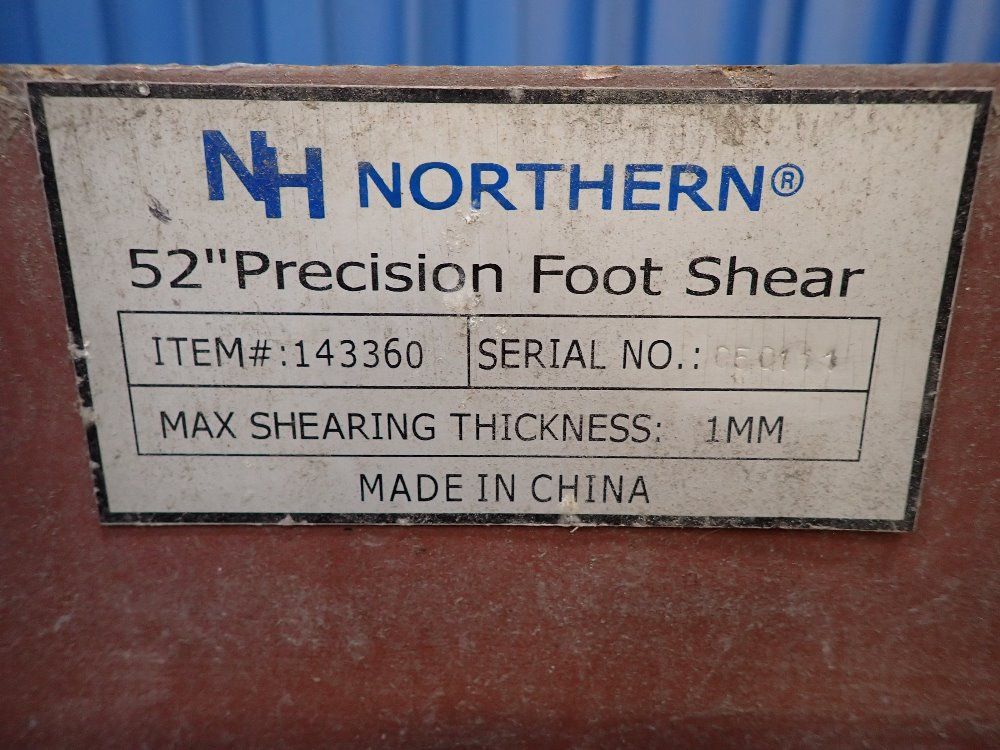 NH NORTHERN®
52"Precision Foot Shear
ITEM#:143360 SERIAL NO.:
MAX SHEARING THICKNESS: 1MM
MADE IN CHINA